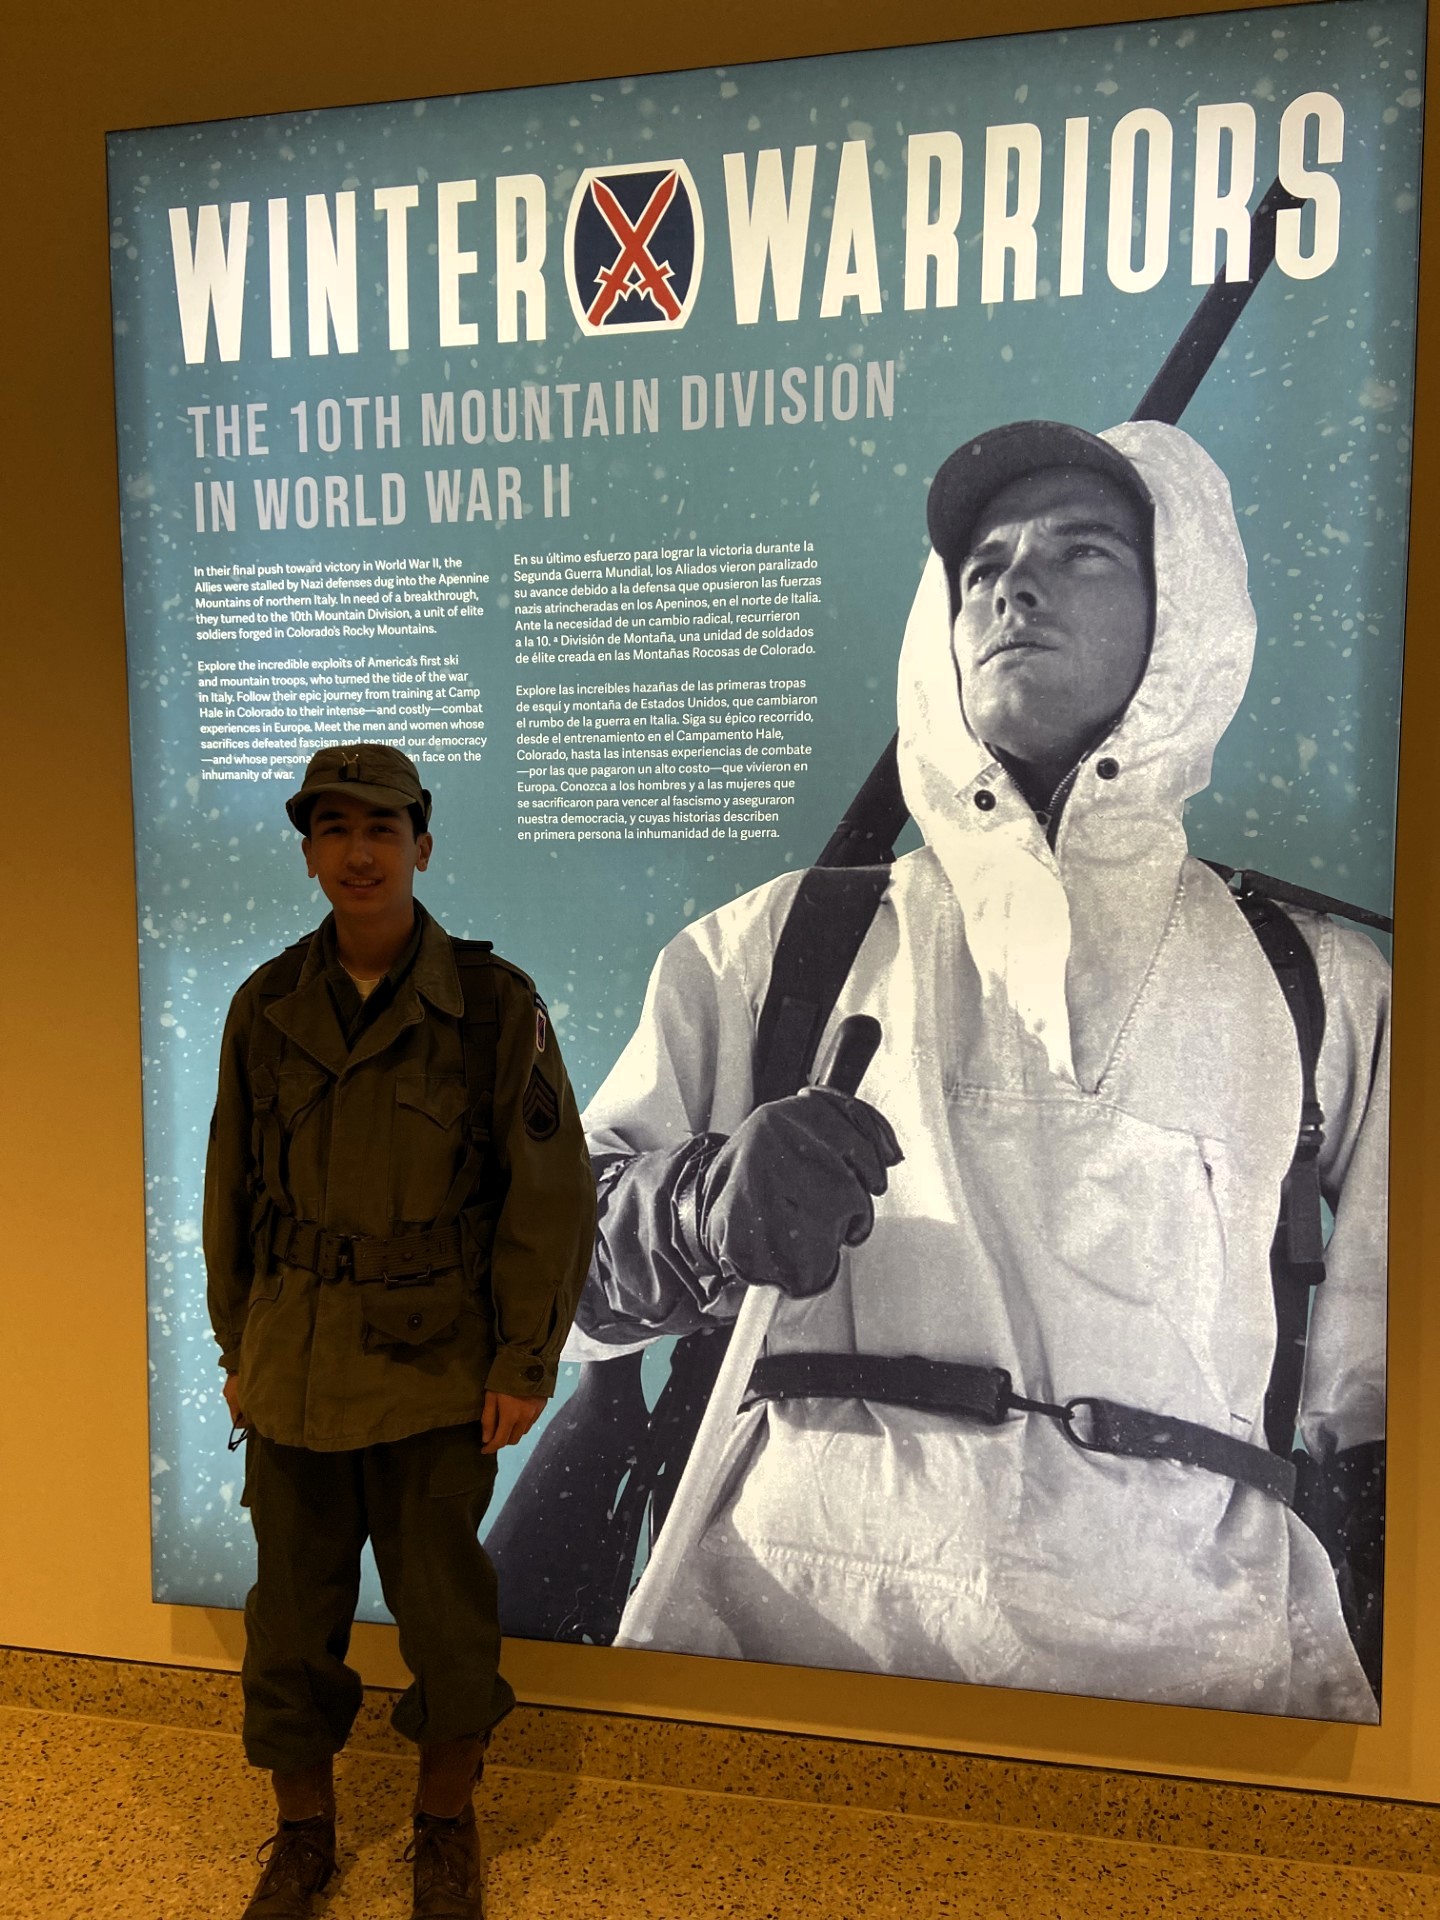 WINTER WARRIORS
THE 10TH MOUNTAIN DIVISION
IN WORLD WAR II
In their final push toward victory in World War II, the
Allies were stalled by Nazi defenses dug into the Apennine
Mountains of northern Italy. In need of a breakthrough,
they turned to the 10th Mountain Division, a unit of elite
soldiers forged in Colorado's Rocky Mountains.
Explore the incredible exploits of America's first ski
and mountain troops, who turned the tide of the war
in Italy. Follow their epic journey from training at Camp
Hale in Colorado to their intense—and costly—combat
experiences in Europe. Meet the men and women whose
sacrifices defeated fascism and secured our democracy
—and whose face on the
inhumanity of war.
En su último esfuerzo para lograr la victoria durante la
Segunda Guerra Mundial, los Aliados vieron paralizado
su avance debido a la defensa que opusieron las fuerzas
nazis atrincheradas en los Apeninos, en el norte de Italia.
Ante la necesidad de un cambio radical, recurrieron
a la 10. ª División de Montaña, una unidad de soldados
de élite creada en las Montañas Rocosas de Colorado.
Explore las increíbles hazañas de las primeras tropas
de esquí y montaña de Estados Unidos, que cambiaron
el rumbo de la guerra en Italia. Siga su épico recorrido,
desde el entrenamiento en el Campamento Hale,
Colorado, hasta las intensas experiencias de combate
—por las que pagaron un alto costo—que vivieron en
Europa. Conozca a los hombres y a las mujeres que
se sacrificaron para vencer al fascismo y aseguraron
nuestra democracia, y cuyas historias describen
en primera persona la inhumanidad de la guerra.